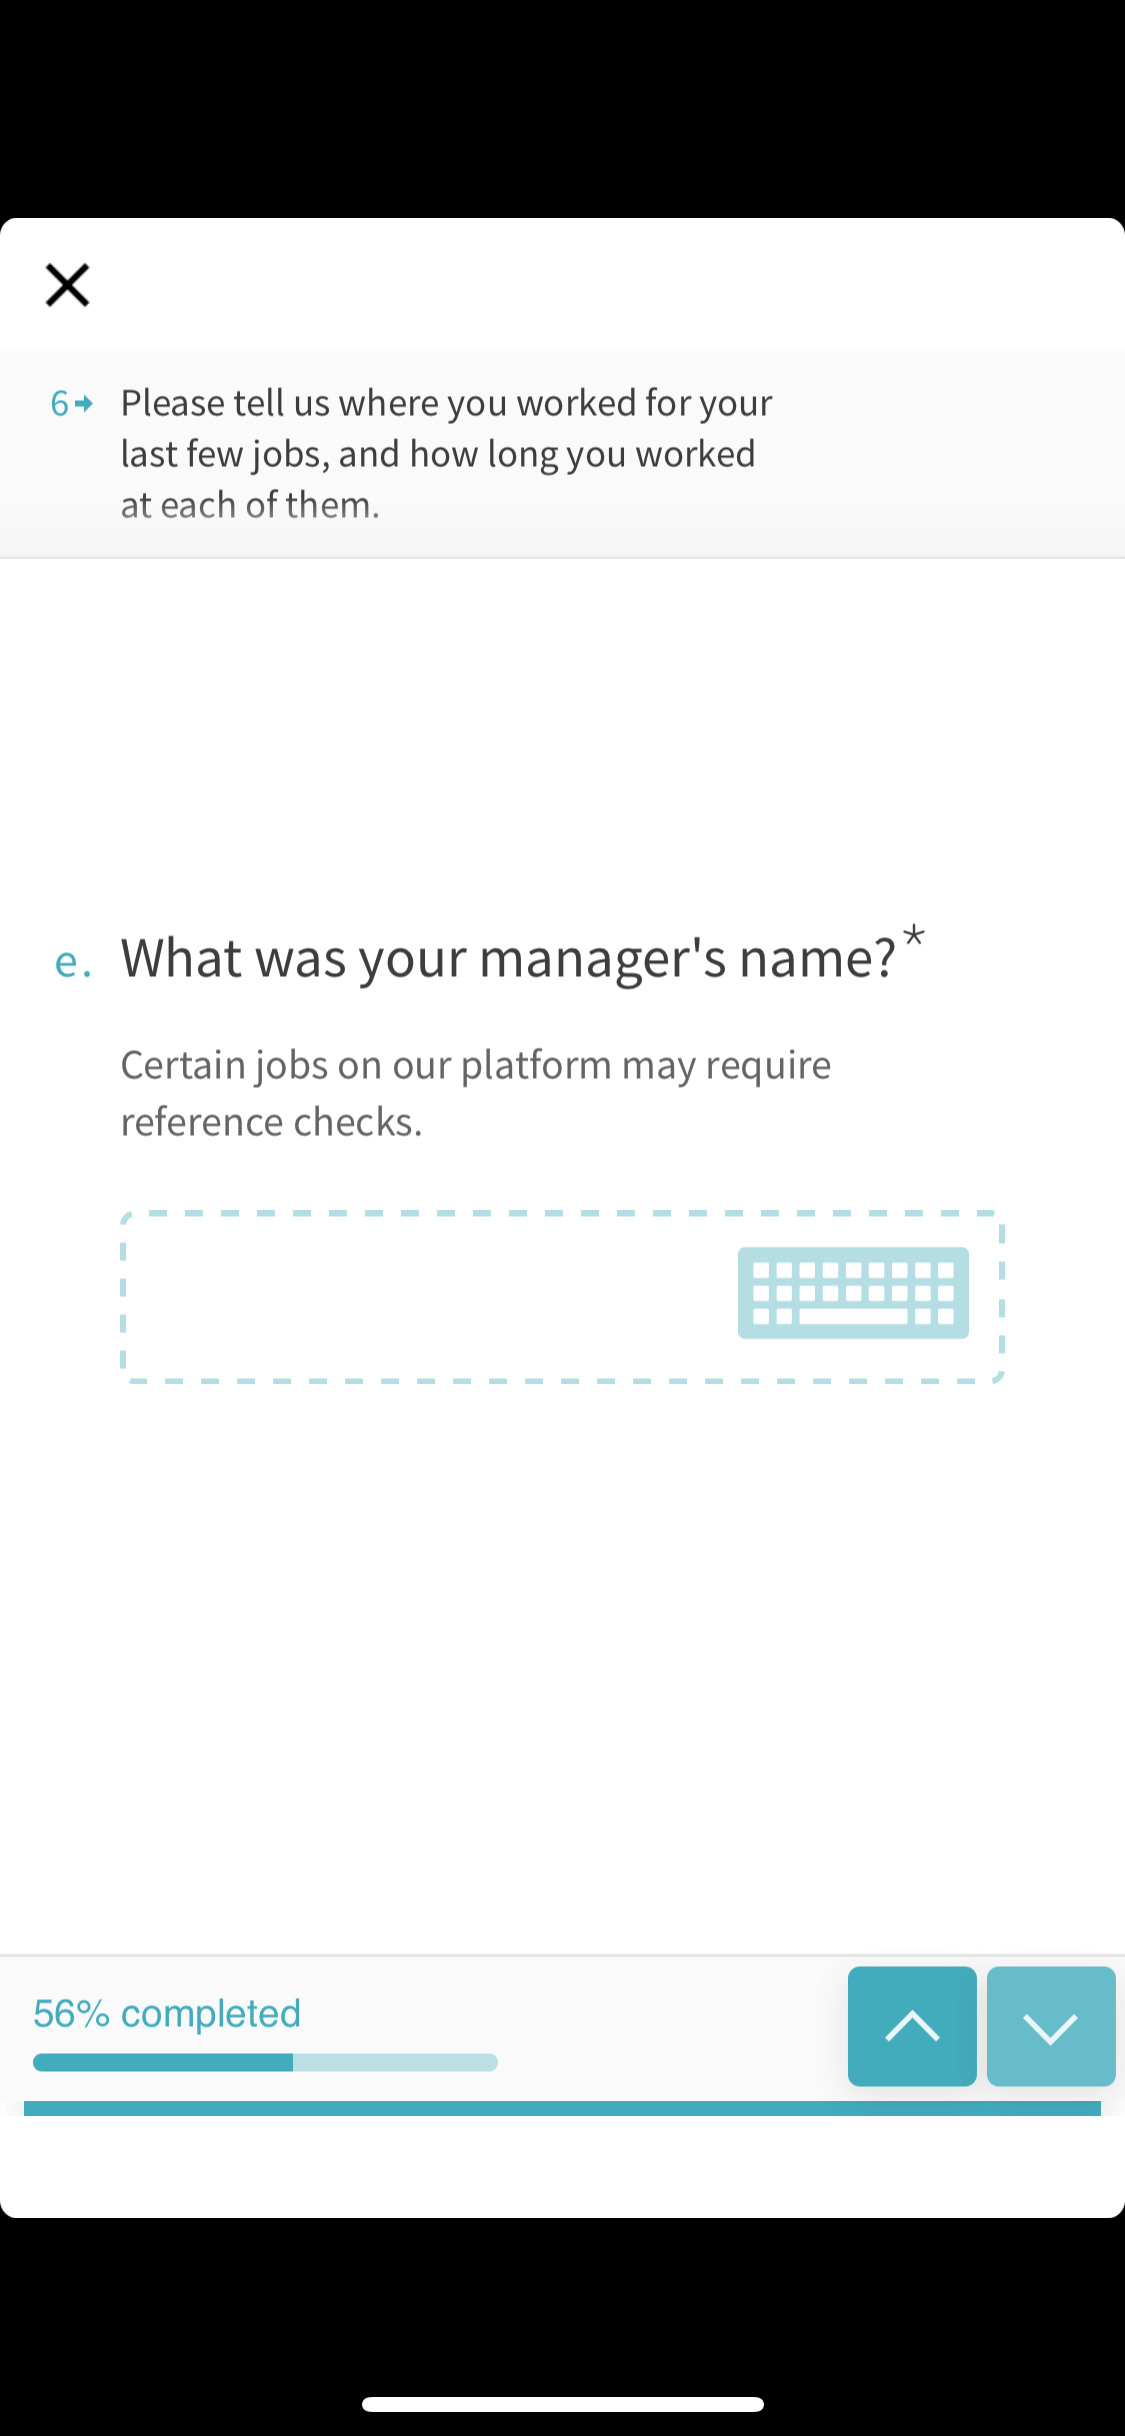 6 Please tell us where you worked for your
last few jobs, and how long you worked
at each of them.
e. What was your manager's name?*
Certain jobs on our platform may require
reference checks.
56% completed